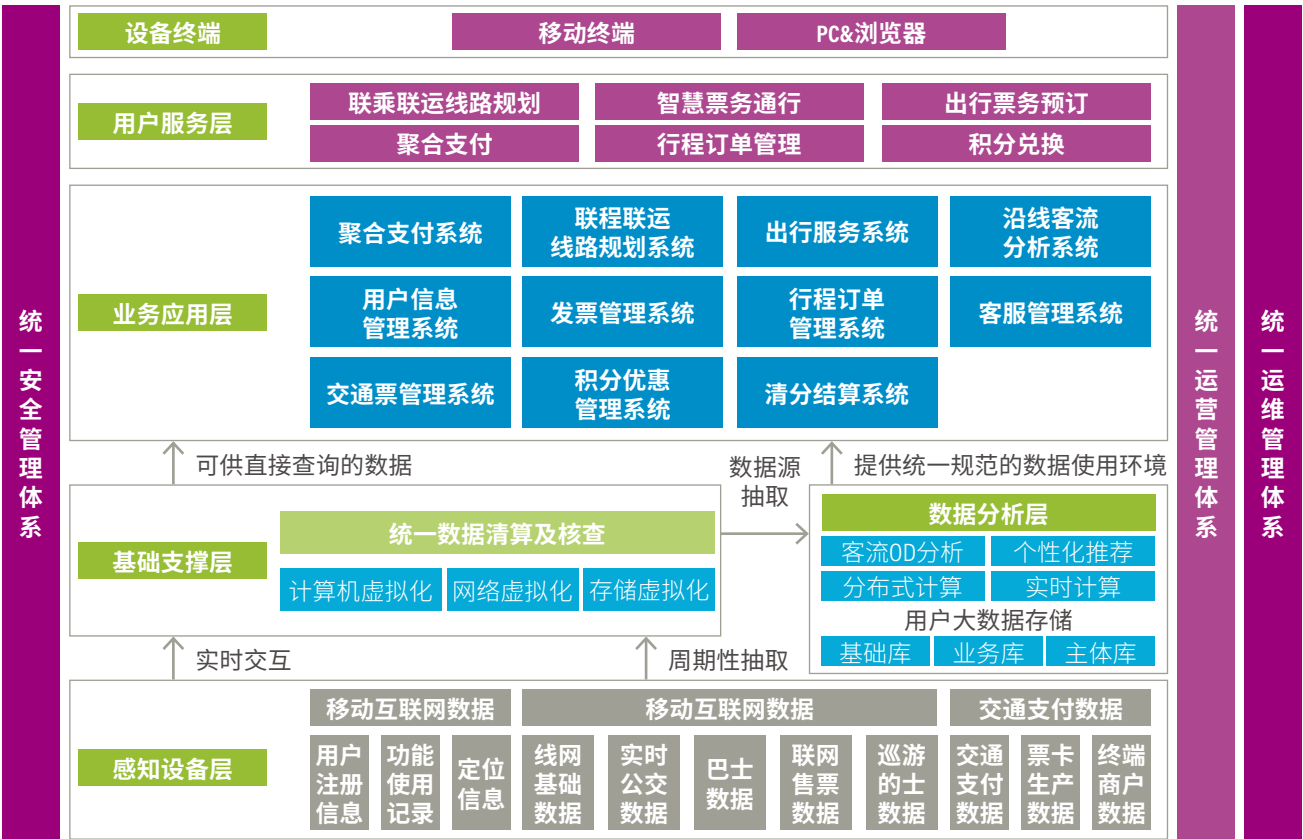 设备终端
移动终端
PC&浏览器
用户服务层
联乘联运线路规划
智慧票务通行
出行票务预订
聚合支付
行程订单管理
积分兑换
业务应用层
聚合支付系统
联程联运
线路规划系统
出行服务系统
沿线客流
分析系统
用户信息
管理系统
发票管理系统
行程订单
管理系统
客服管理系统
交通票管理系统
积分优惠
管理系统
清分结算系统
统一安全管理体系
统一运营管理体系
统一运维管理体系
可供直接查询的数据
数据源
抽取
提供统一规范的数据使用环境
基础支撑层
统一数据清算及核查
计算机虚拟化
网络虚拟化
存储虚拟化
数据分析层
客流OD分析
个性化推荐
分布式计算
实时计算
用户大数据存储
基础库
业务库
主体库
实时交互
周期性抽取
感知设备层
移动互联网数据
移动互联网数据
交通支付数据
用户
注册
信息
功能
使用
记录
定位
信息
线网
基础
数据
实时
公交
数据
巴士
数据
联网
售票
数据
巡游
的士
数据
交通
支付
数据
票卡
生产
数据
终端
商户
数据